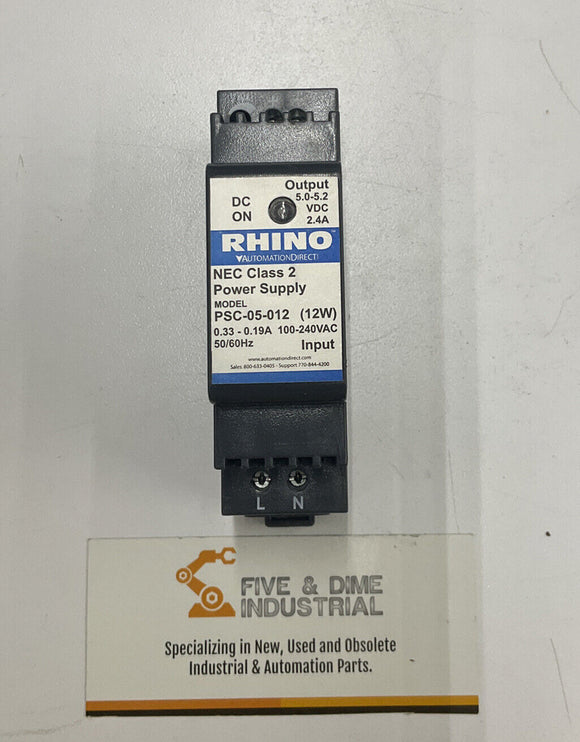 Output
5.0-5.2
DC
VDC
ON
2.4A
RHINO™
AUTOMATIONDIRECT
NEC Class 2
Power Supply
MODEL
PSC-05-012 (12W)
0.33 - 0.19A 100-240VAC
50/60Hz
Input
www.automationdirect.com
Sales 800-633-0405 - Support 770-844-4200
L N
FIVE & DIME
INDUSTRIAL
Specializing in New, Used and Obsolete
Industrial & Automation Parts.